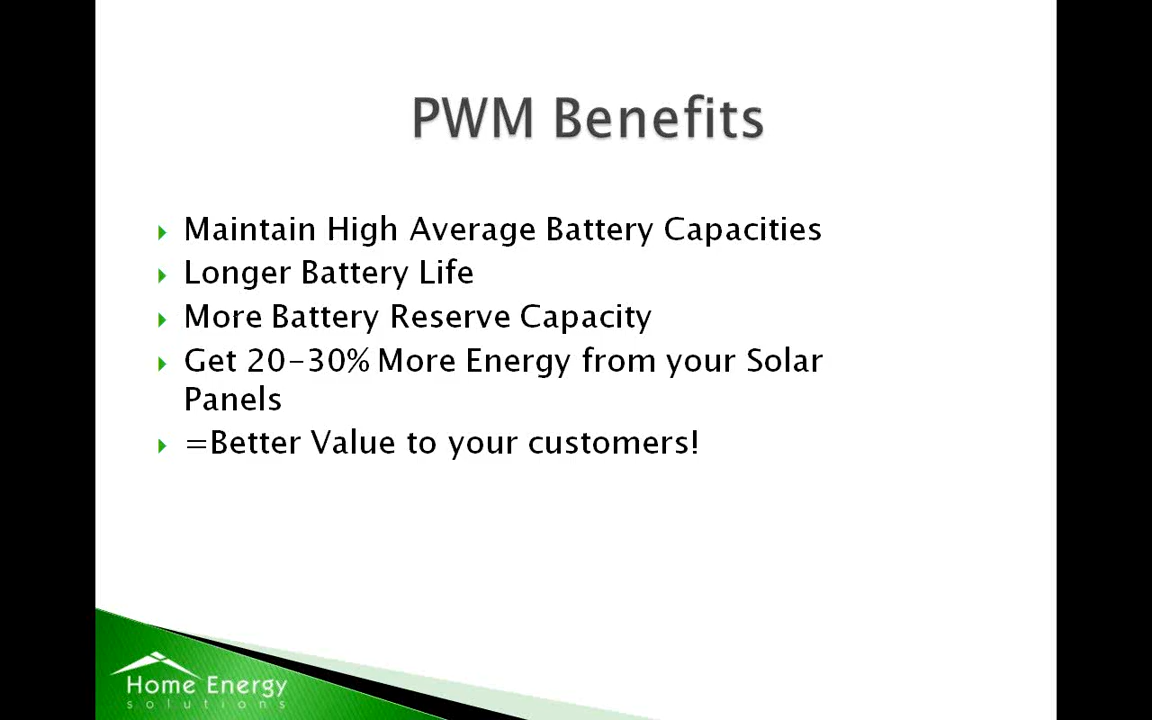 PWM Benefits
Maintain High Average Battery Capacities
Longer Battery Life
More Battery Reserve Capacity
Get 20-30% More Energy from your Solar
Panels
=Better Value to your customers!
Home Energy
solutions